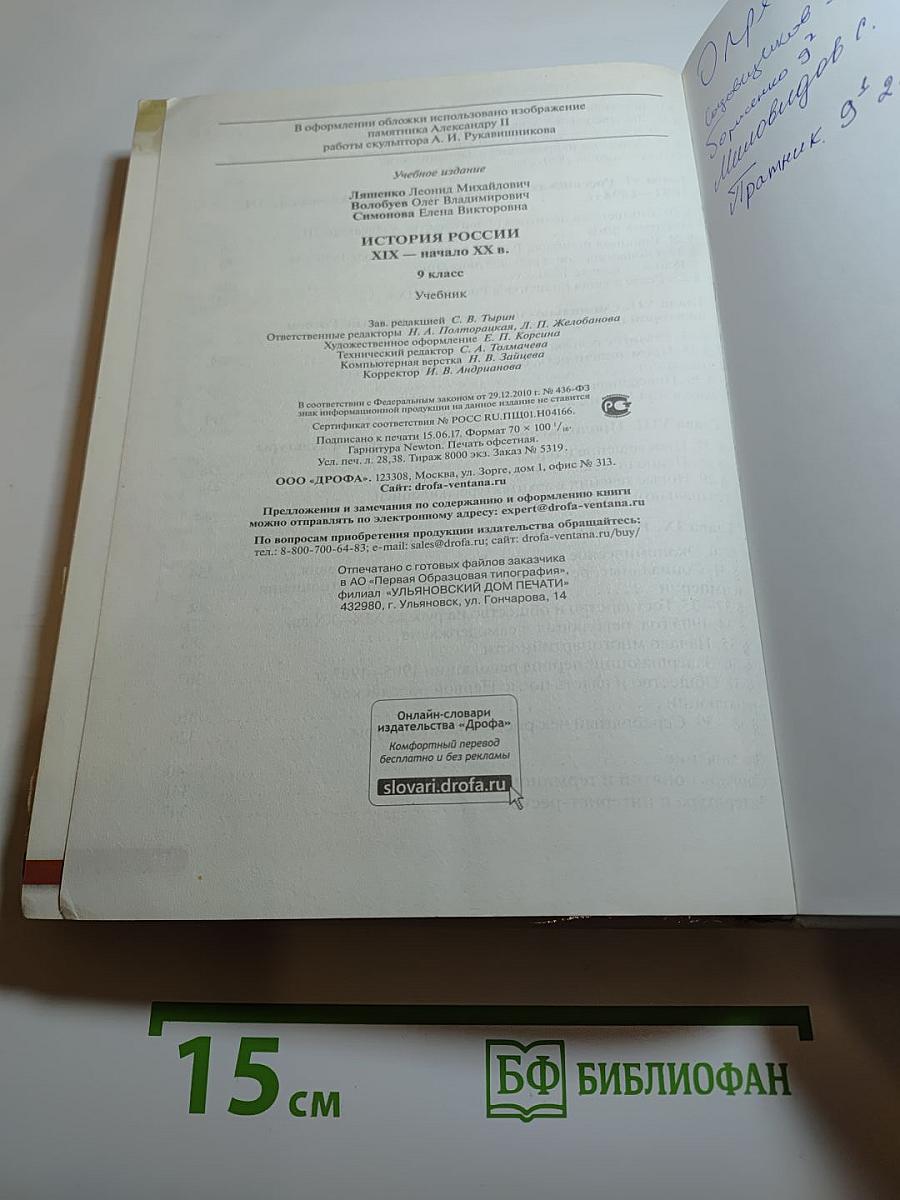 В оформлении обложки использовано изображение
памятника Александру II
работы скульптора А. И. Рукавишникова
Учебное издание
Ляшенко Леонид Михайлович
Волобуев Олег Владимирович
Симонова Елена Викторовна
ИСТОРИЯ РОССИИ
XIX — начало XX в.
9 класс
Учебник
Зав. редакцией С. В. Тырин
Ответственные редакторы Н. А. Полторацкая, Л. П. Желобанова
Художественное оформление Е. П. Корсина
Технический редактор С. А. Толмачева
Компьютерная верстка Н. В. Зайцева
Корректор И. В. Андрианова
В соответствии с Федеральным законом от 29.12.2010 г. № 436-ФЗ
знак информационной продукции на данное издание не ставится
Сертификат соответствия № РОСС RU.ПЩ01.Н04166.
Подписано к печати 15.06.17. Формат 70 × 100 1/16.
Гарнитура Newton. Печать офсетная.
Усл. печ. л. 28,38. Тираж 8000 экз. Заказ № 5319.
ООО «ДРОФА». 123308, Москва, ул. Зорге, дом 1, офис № 313.
Сайт: drofa-ventana.ru
Предложения и замечания по содержанию и оформлению книги
можно отправлять по электронному адресу: expert@drofa-ventana.ru
По вопросам приобретения продукции издательства обращайтесь:
тел.: 8-800-700-64-83; e-mail: sales@drofa.ru; сайт: drofa-ventana.ru/buy/
Отпечатано с готовых файлов заказчика
в АО «Первая Образцовая типография»,
филиал «УЛЬЯНОВСКИЙ ДОМ ПЕЧАТИ»
432980, г. Ульяновск, ул. Гончарова, 14
Онлайн-словари
издательства «Дрофа»
Комфортный перевод
бесплатно и без рекламы
slovari.drofa.ru
Миловидов С.
Пратник.
15 см
БФ БИБЛИОФАН